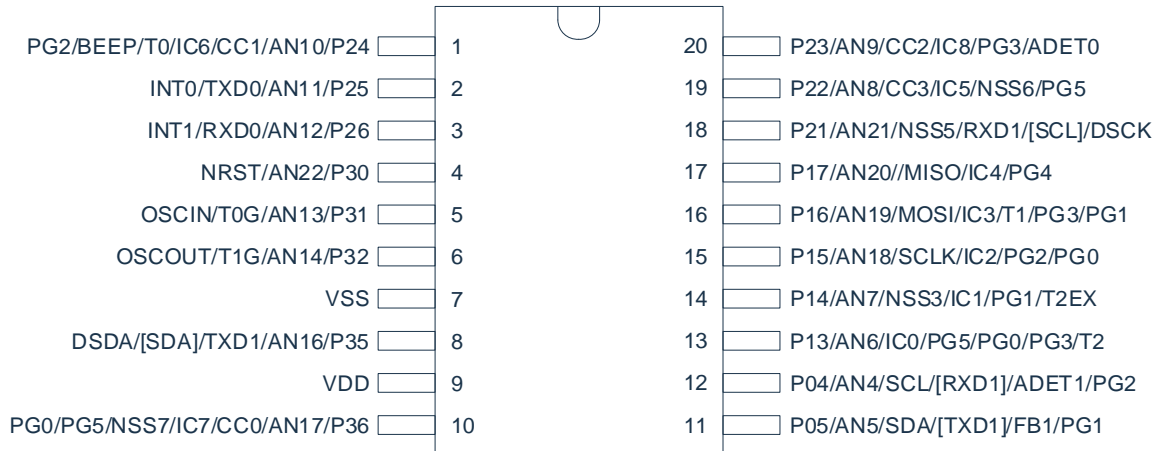 PG2/BEEP/T0/IC6/CC1/AN10/P24 1 20 P23/AN9/CC2/IC8/PG3/ADET0
INT0/TXD0/AN11/P25 2 19 P22/AN8/CC3/IC5/NSS6/PG5
INT1/RXD0/AN12/P26 3 18 P21/AN21/NSS5/RXD1/[SCL]/DSCK
NRST/AN22/P30 4 17 P17/AN20//MISO/IC4/PG4
OSCIN/T0G/AN13/P31 5 16 P16/AN19/MOSI/IC3/T1/PG3/PG1
OSCOUT/T1G/AN14/P32 6 15 P15/AN18/SCLK/IC2/PG2/PG0
VSS 7 14 P14/AN7/NSS3/IC1/PG1/T2EX
DSDA/[SDA]/TXD1/AN16/P35 8 13 P13/AN6/IC0/PG5/PG0/PG3/T2
VDD 9 12 P04/AN4/SCL/[RXD1]/ADET1/PG2
PG0/PG5/NSS7/IC7/CC0/AN17/P36 10 11 P05/AN5/SDA/[TXD1]/FB1/PG1